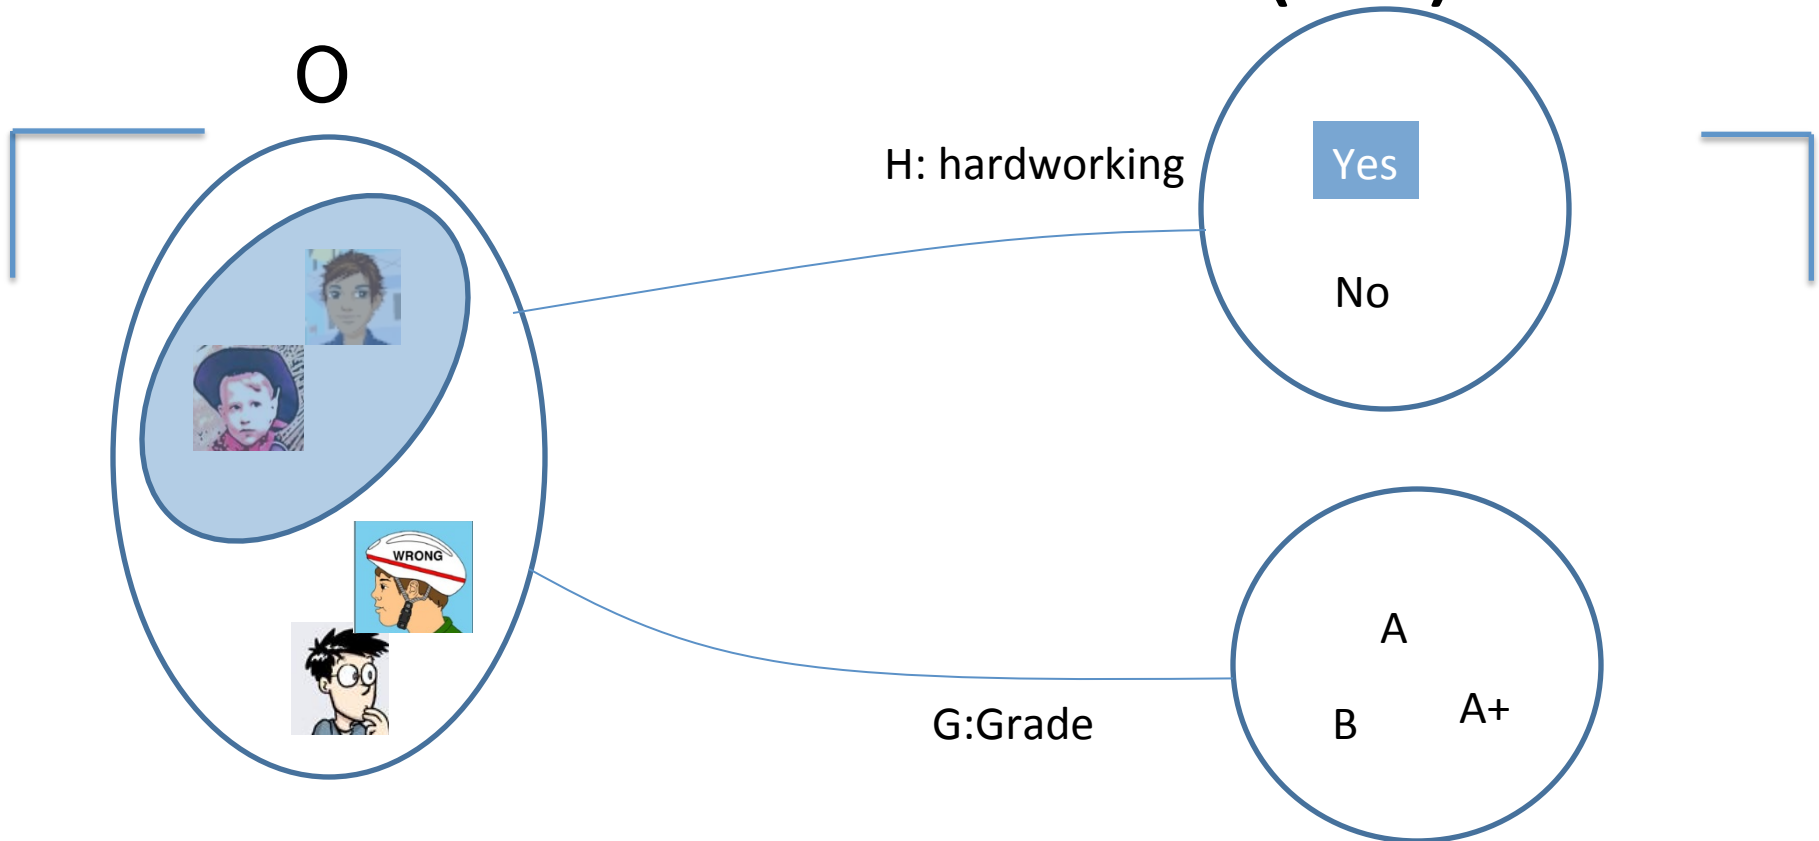 O
H: hardworking
Yes
No
WRONG
A
A+
B
G:Grade